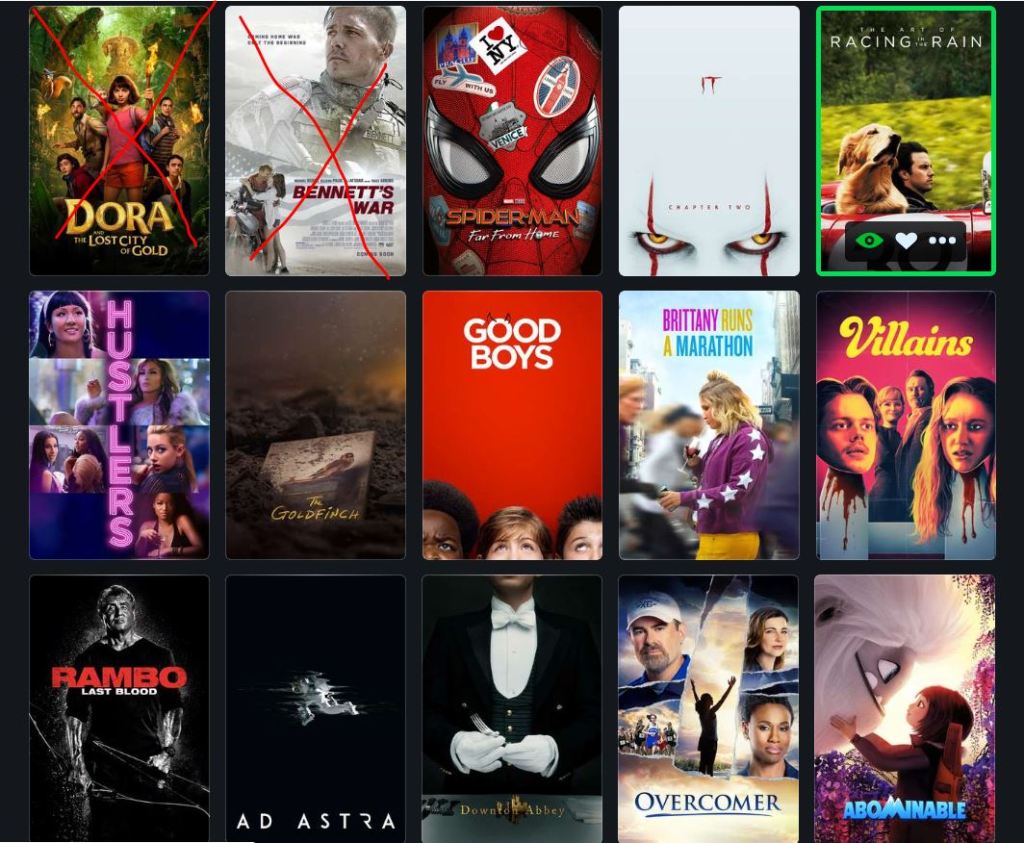 DORA
AND
THE LOST CITY
OF GOLD
COMING HOME WAR
ONLY THE BEGINNING
BENNETT'S
WAR
COMING SOON
I ♥
NY
FLY WITH US
VENICE
SPIDER-MAN
Far From Home
IT
CHAPTER TWO
THE ART OF
RACING IN THE RAIN
HUSTLERS
The
GOLDFINCH
GOOD
BOYS
BRITTANY RUNS
A MARATHON
Villains
RAMBO
LAST BLOOD
AD ASTRA
Downton Abbey
OVERCOMER
ABOMINABLE